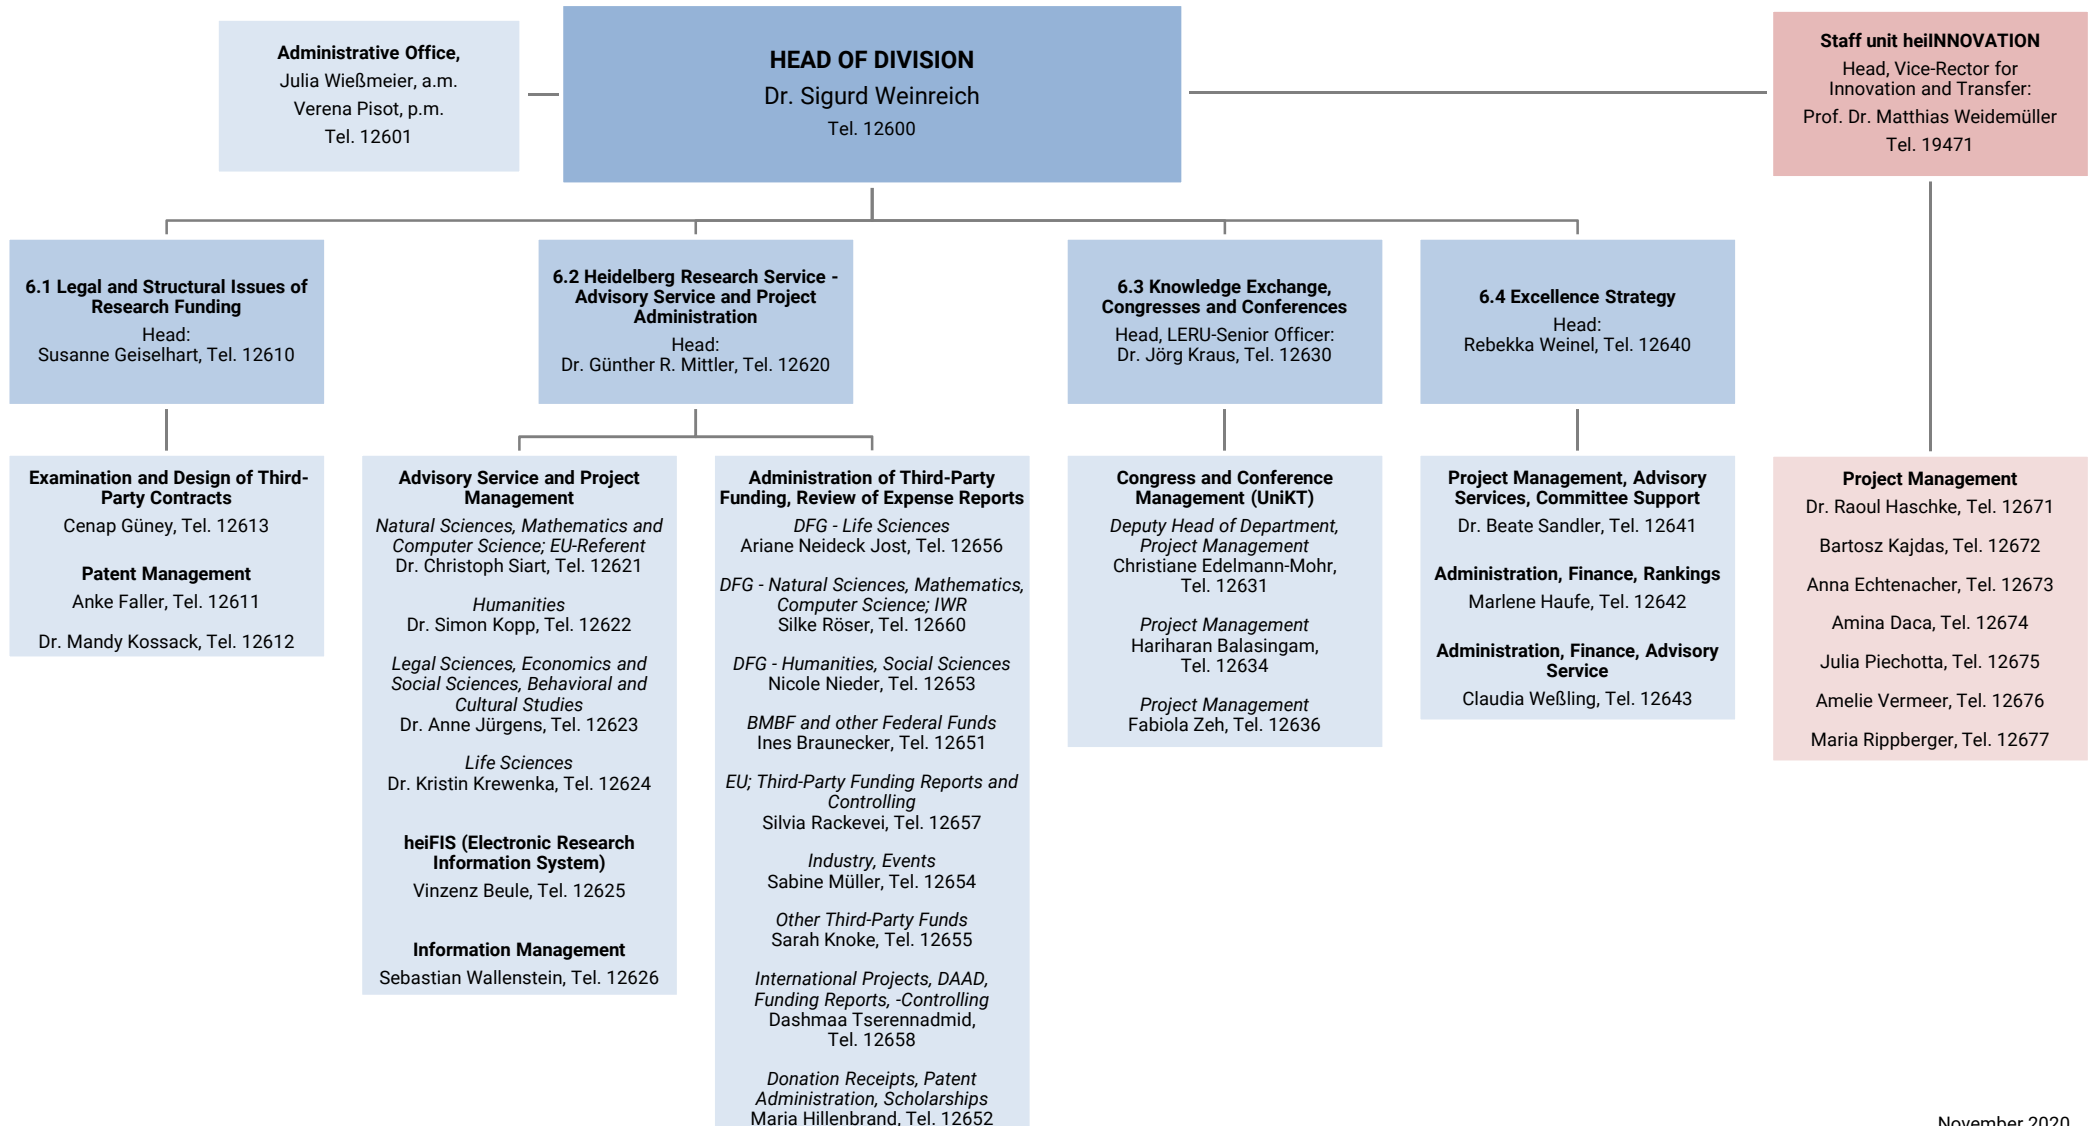 Administrative Office,
Julia Wießmeier, a.m.
Verena Pisot, p.m.
Tel. 12601
HEAD OF DIVISION
Dr. Sigurd Weinreich
Tel. 12600
Staff unit heiINNOVATION
Head, Vice-Rector for
Innovation and Transfer:
Prof. Dr. Matthias Weidemüller
Tel. 19471
6.1 Legal and Structural Issues of
Research Funding
Head:
Susanne Geiselhart, Tel. 12610
6.2 Heidelberg Research Service -
Advisory Service and Project
Administration
Head:
Dr. Günther R. Mittler, Tel. 12620
6.3 Knowledge Exchange,
Congresses and Conferences
Head, LERU-Senior Officer:
Dr. Jörg Kraus, Tel. 12630
6.4 Excellence Strategy
Head:
Rebekka Weinel, Tel. 12640
Examination and Design of Third-
Party Contracts
Cenap Güney, Tel. 12613
Patent Management
Anke Faller, Tel. 12611
Dr. Mandy Kossack, Tel. 12612
Advisory Service and Project
Management
Natural Sciences, Mathematics and
Computer Science; EU-Referent
Dr. Christoph Siart, Tel. 12621
Humanities
Dr. Simon Kopp, Tel. 12622
Legal Sciences, Economics and
Social Sciences, Behavioral and
Cultural Studies
Dr. Anne Jürgens, Tel. 12623
Life Sciences
Dr. Kristin Krewenka, Tel. 12624
heiFIS (Electronic Research
Information System)
Vinzenz Beule, Tel. 12625
Information Management
Sebastian Wallenstein, Tel. 12626
Administration of Third-Party
Funding, Review of Expense Reports
DFG - Life Sciences
Ariane Neideck Jost, Tel. 12656
DFG - Natural Sciences, Mathematics,
Computer Science; IWR
Silke Röser, Tel. 12660
DFG - Humanities, Social Sciences
Nicole Nieder, Tel. 12653
BMBF and other Federal Funds
Ines Braunecker, Tel. 12651
EU; Third-Party Funding Reports and
Controlling
Silvia Rackevei, Tel. 12657
Industry, Events
Sabine Müller, Tel. 12654
Other Third-Party Funds
Sarah Knoke, Tel. 12655
International Projects, DAAD,
Funding Reports, -Controlling
Dashmaa Tserennadmid,
Tel. 12658
Donation Receipts, Patent
Administration, Scholarships
Maria Hillenbrand, Tel. 12652
Congress and Conference
Management (UniKT)
Deputy Head of Department,
Project Management
Christiane Edelmann-Mohr,
Tel. 12631
Project Management
Hariharan Balasingam,
Tel. 12634
Project Management
Fabiola Zeh, Tel. 12636
Project Management, Advisory
Services, Committee Support
Dr. Beate Sandler, Tel. 12641
Administration, Finance, Rankings
Marlene Haufe, Tel. 12642
Administration, Finance, Advisory
Service
Claudia Weßling, Tel. 12643
Project Management
Dr. Raoul Haschke, Tel. 12671
Bartosz Kajdas, Tel. 12672
Anna Echtenacher, Tel. 12673
Amina Daca, Tel. 12674
Julia Piechotta, Tel. 12675
Amelie Vermeer, Tel. 12676
Maria Rippberger, Tel. 12677
November 2020